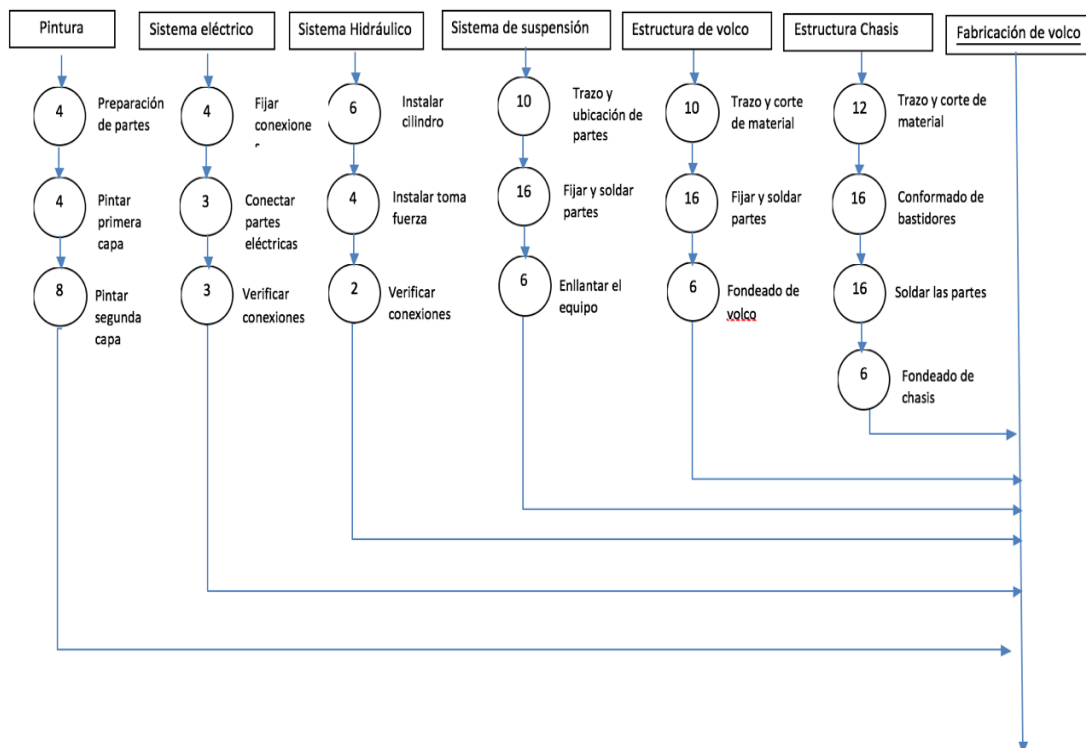 Pintura
Sistema eléctrico
Sistema Hidráulico
Sistema de suspensión
Estructura de volco
Estructura Chasis
Fabricación de volco
4
Preparación
de partes
4
Pintar
primera
capa
8
Pintar
segunda
capa
4
Fijar
conexione
3
Conectar
partes
eléctricas
3
Verificar
conexiones
6
Instalar
cilindro
4
Instalar toma
fuerza
2
Verificar
conexiones
10
Trazo y
ubicación de
partes
16
Fijar y soldar
partes
6
Enllantar el
equipo
10
Trazo y corte
de material
16
Fijar y soldar
partes
6
Fondeado de
volco
12
Trazo y corte de
material
16
Conformado de
bastidores
16
Soldar las partes
6
Fondeado de
chasis